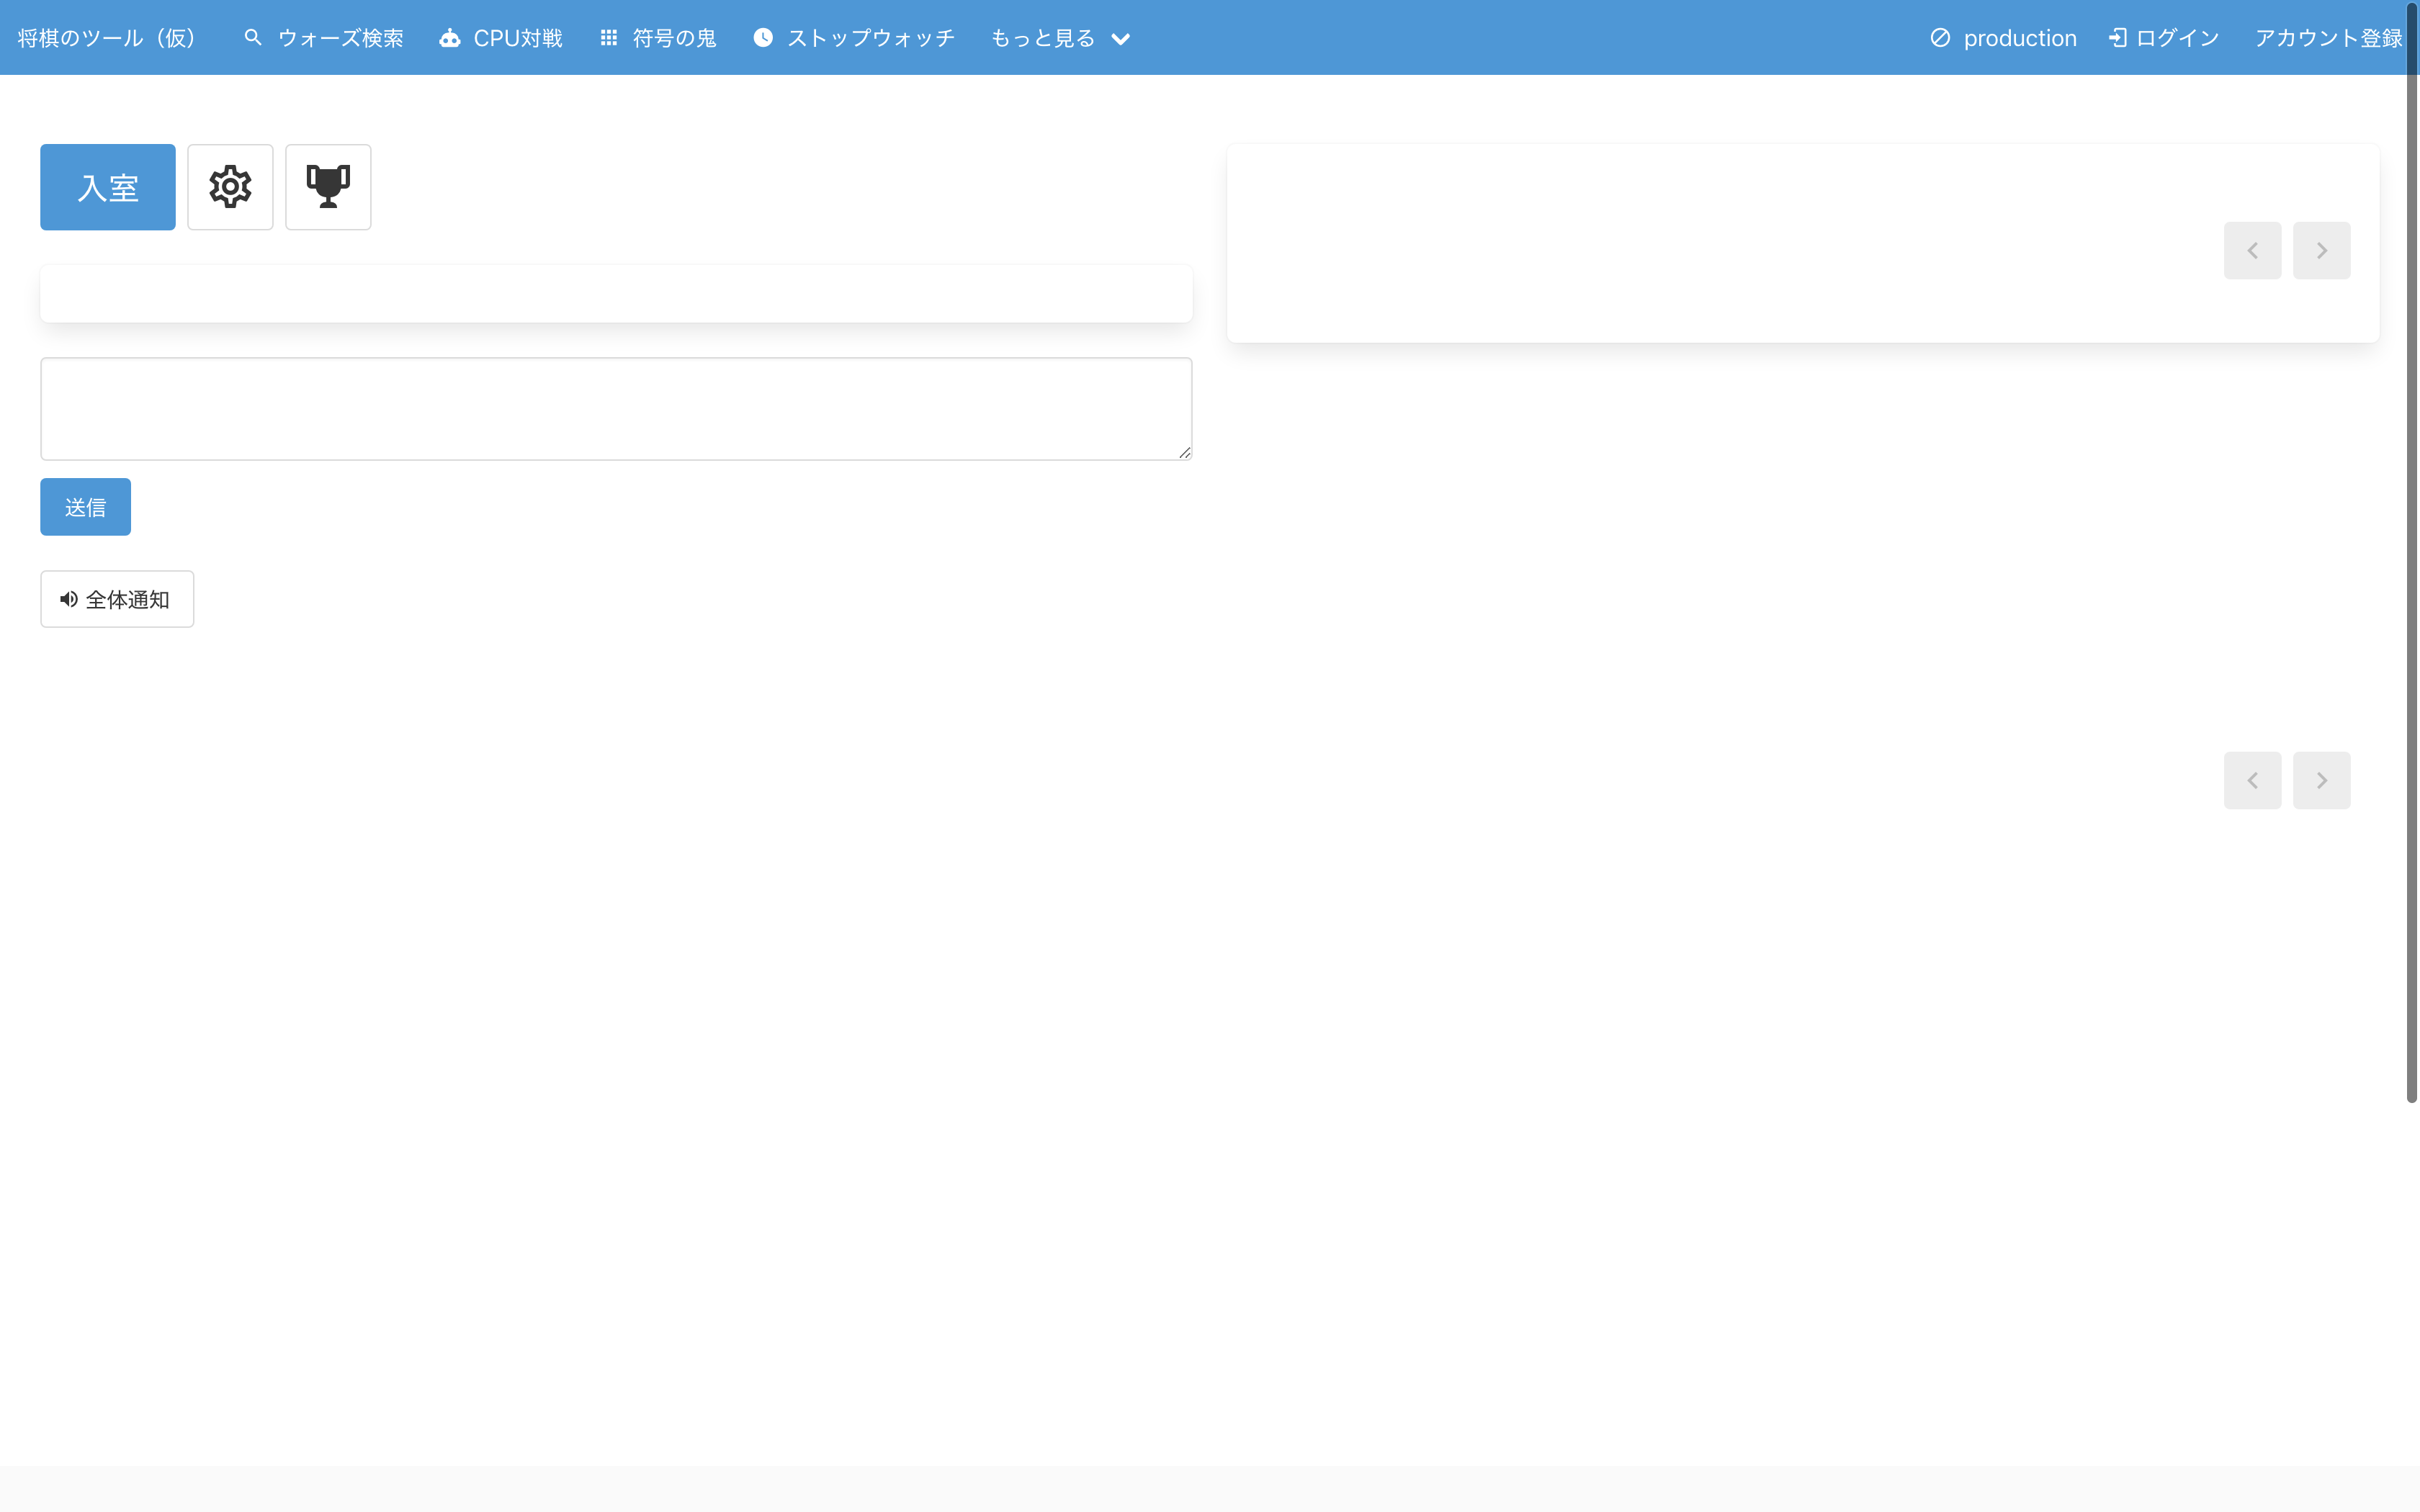 将棋のツール（仮） ウォーズ検索 CPU対戦 符号の鬼 ストップウォッチ もっと見る production ログイン アカウント登録
入室
送信
全体通知